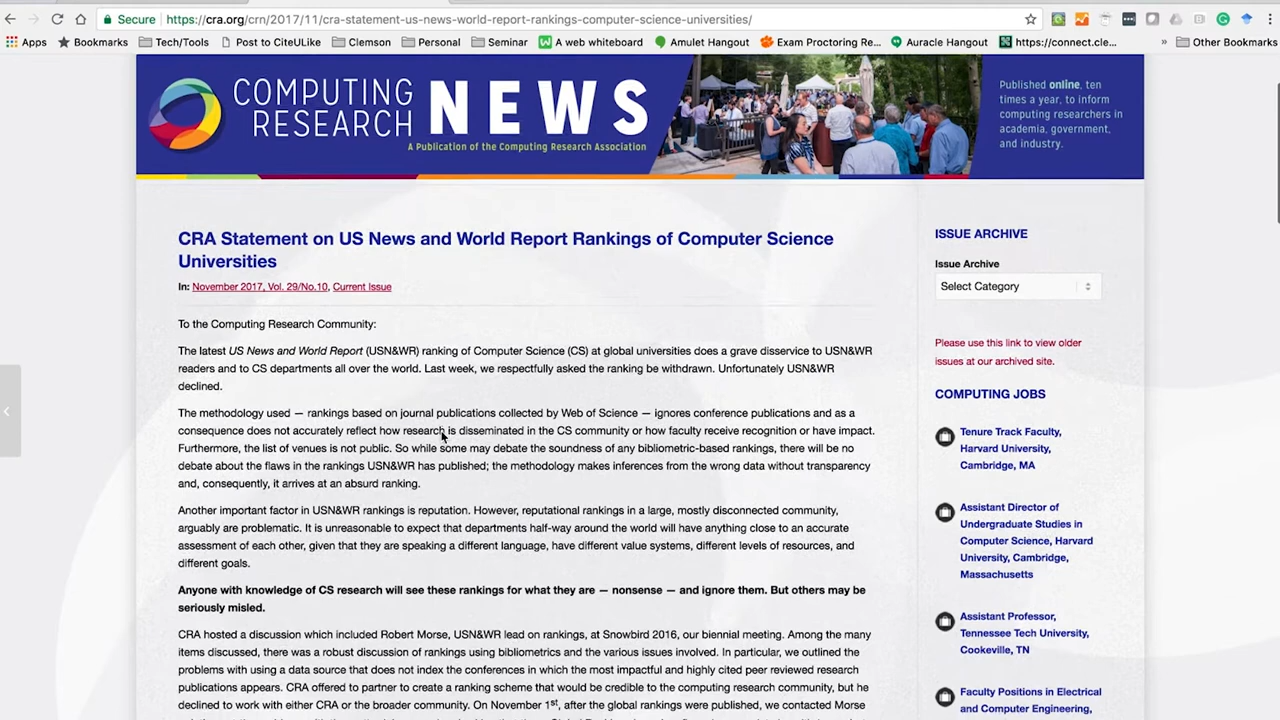 Secure https://cra.org/crn/2017/11/cra-statement-us-news-world-report-rankings-computer-science-universities/
Apps Bookmarks Tech/Tools Post to CiteULike Clemson Personal Seminar A web whiteboard Amulet Hangout Exam Proctoring Re... Auracle Hangout https://connect.cle... » Other Bookmarks
COMPUTING
RESEARCH
NEWS
A Publication of the Computing Research Association
Published online, ten
times a year, to inform
computing researchers in
academia, government,
and industry.
CRA Statement on US News and World Report Rankings of Computer Science
Universities
In: November 2017, Vol. 29/No.10, Current Issue
To the Computing Research Community:
The latest US News and World Report (USN&WR) ranking of Computer Science (CS) at global universities does a grave disservice to USN&WR
readers and to CS departments all over the world. Last week, we respectfully asked the ranking be withdrawn. Unfortunately USN&WR
declined.
The methodology used — rankings based on journal publications collected by Web of Science — ignores conference publications and as a
consequence does not accurately reflect how research is disseminated in the CS community or how faculty receive recognition or have impact.
Furthermore, the list of venues is not public. So while some may debate the soundness of any bibliometric-based rankings, there will be no
debate about the flaws in the rankings USN&WR has published; the methodology makes inferences from the wrong data without transparency
and, consequently, it arrives at an absurd ranking.
Another important factor in USN&WR rankings is reputation. However, reputational rankings in a large, mostly disconnected community,
arguably are problematic. It is unreasonable to expect that departments half-way around the world will have anything close to an accurate
assessment of each other, given that they are speaking a different language, have different value systems, different levels of resources, and
different goals.
Anyone with knowledge of CS research will see these rankings for what they are — nonsense — and ignore them. But others may be
seriously misled.
CRA hosted a discussion which included Robert Morse, USN&WR lead on rankings, at Snowbird 2016, our biennial meeting. Among the many
items discussed, there was a robust discussion of rankings using bibliometrics and the various issues involved. In particular, we outlined the
problems with using a data source that does not index the conferences in which the most impactful and highly cited peer reviewed research
publications appears. CRA offered to partner to create a ranking scheme that would be credible to the computing research community, but he
declined to work with either CRA or the broader community. On November 1st, after the global rankings were published, we contacted Morse
ISSUE ARCHIVE
Issue Archive
Select Category
Please use this link to view older
issues at our archived site.
COMPUTING JOBS
Tenure Track Faculty,
Harvard University,
Cambridge, MA
Assistant Director of
Undergraduate Studies in
Computer Science, Harvard
University, Cambridge,
Massachusetts
Assistant Professor,
Tennessee Tech University,
Cookeville, TN
Faculty Positions in Electrical
and Computer Engineering,